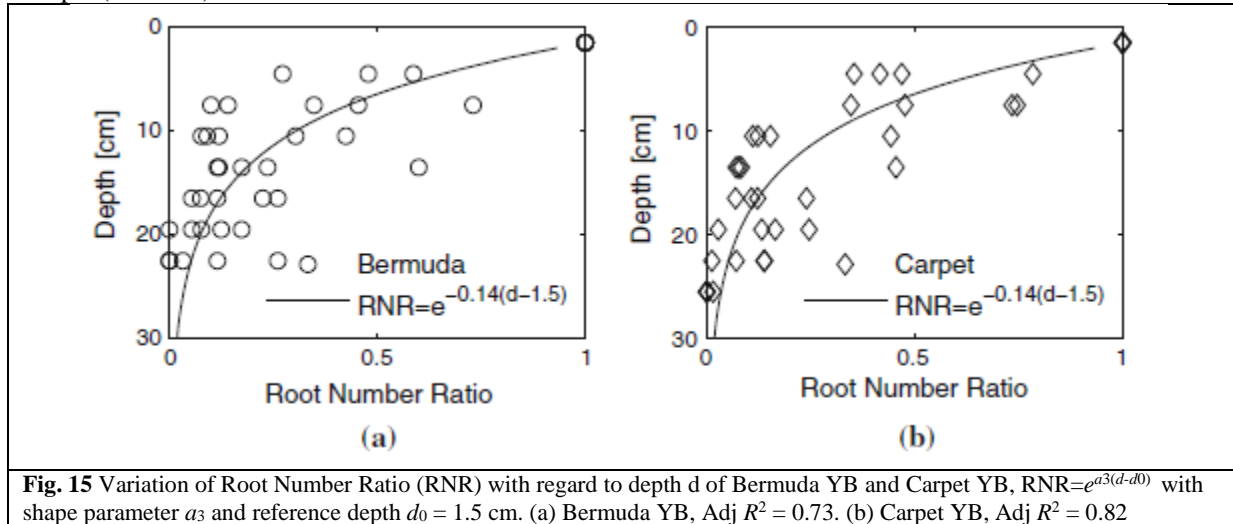 0
10
20
30
Depth [cm]
Bermuda
RNR=e^−0.14(d−1.5)
0
0.5
1
Root Number Ratio
(a)
0
10
20
30
Depth [cm]
Carpet
RNR=e^−0.14(d−1.5)
0
0.5
1
Root Number Ratio
(b)
Fig. 15 Variation of Root Number Ratio (RNR) with regard to depth d of Bermuda YB and Carpet YB, RNR=e^a3(d-d0) with
shape parameter a3 and reference depth d0 = 1.5 cm. (a) Bermuda YB, Adj R² = 0.73. (b) Carpet YB, Adj R² = 0.82